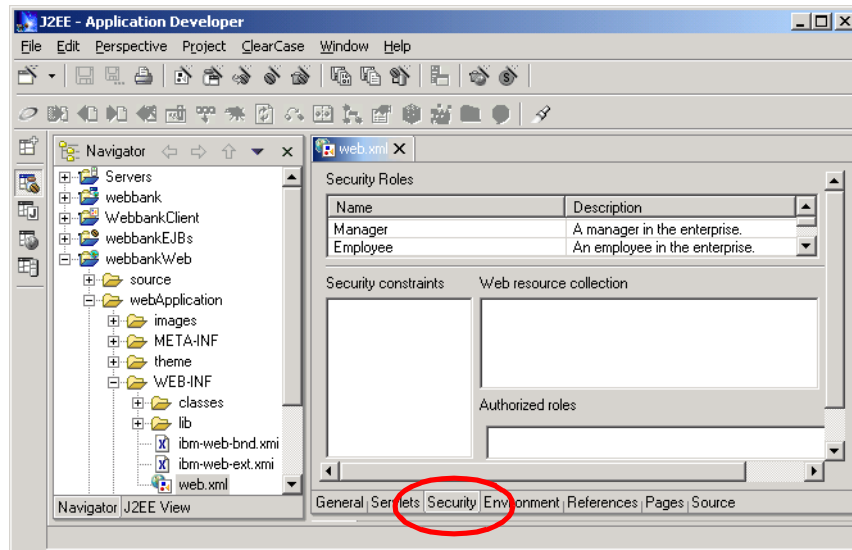 J2EE - Application Developer
File Edit Perspective Project ClearCase Window Help
Navigator
Servers
webbank
WebbankClient
webbankEJBs
webbankWeb
source
webApplication
images
META-INF
theme
WEB-INF
classes
lib
ibm-web-bnd.xmi
ibm-web-ext.xmi
web.xml
Navigator J2EE View
web.xml
Security Roles
Name Description
Manager A manager in the enterprise.
Employee An employee in the enterprise.
Security constraints Web resource collection
Authorized roles
General Servlets Security Environment References Pages Source